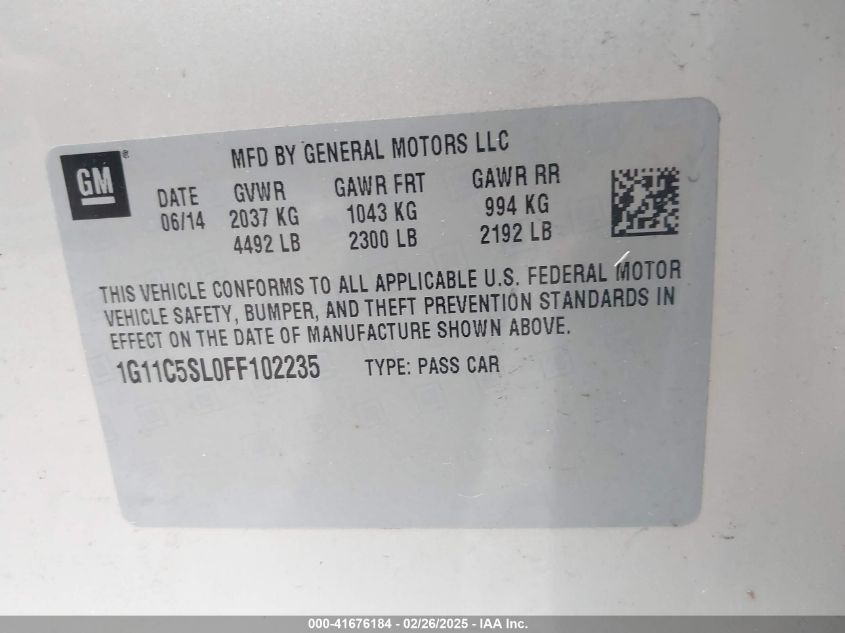 GM®
MFD BY GENERAL MOTORS LLC
DATE GVWR GAWR FRT GAWR RR
06/14 2037 KG 1043 KG 994 KG
4492 LB 2300 LB 2192 LB
THIS VEHICLE CONFORMS TO ALL APPLICABLE U.S. FEDERAL MOTOR
VEHICLE SAFETY, BUMPER, AND THEFT PREVENTION STANDARDS IN
EFFECT ON THE DATE OF MANUFACTURE SHOWN ABOVE.
1G11C5SL0FF102235 TYPE: PASS CAR
000-41676184 - 02/26/2025 - IAA Inc.